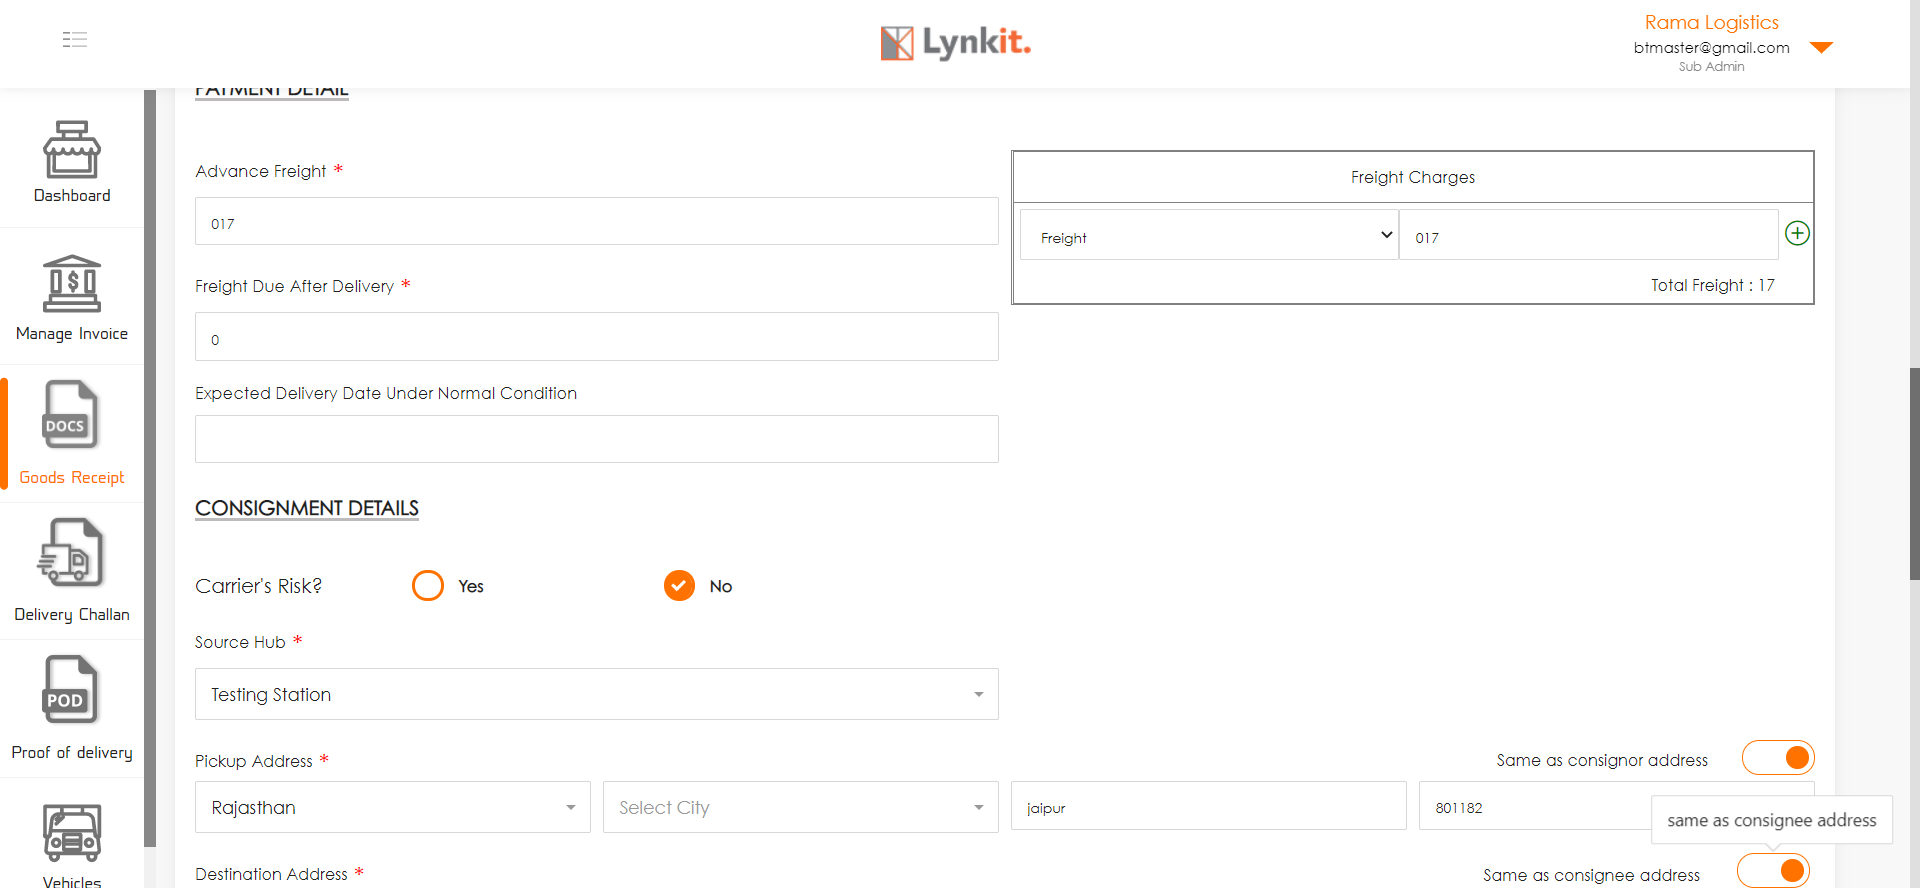 Lynkit.
Rama Logistics
btmaster@gmail.com
Sub Admin
Dashboard
Manage Invoice
DOCS
Goods Receipt
Delivery Challan
POD
Proof of delivery
Vehicles
PAYMENT DETAIL
Advance Freight *
017
Freight Charges
Freight
017
Total Freight : 17
Freight Due After Delivery *
0
Expected Delivery Date Under Normal Condition
CONSIGNMENT DETAILS
Carrier's Risk?
Yes
No
Source Hub *
Testing Station
Pickup Address *
Same as consignor address
Rajasthan
Select City
jaipur
801182
same as consignee address
Destination Address *
Same as consignee address